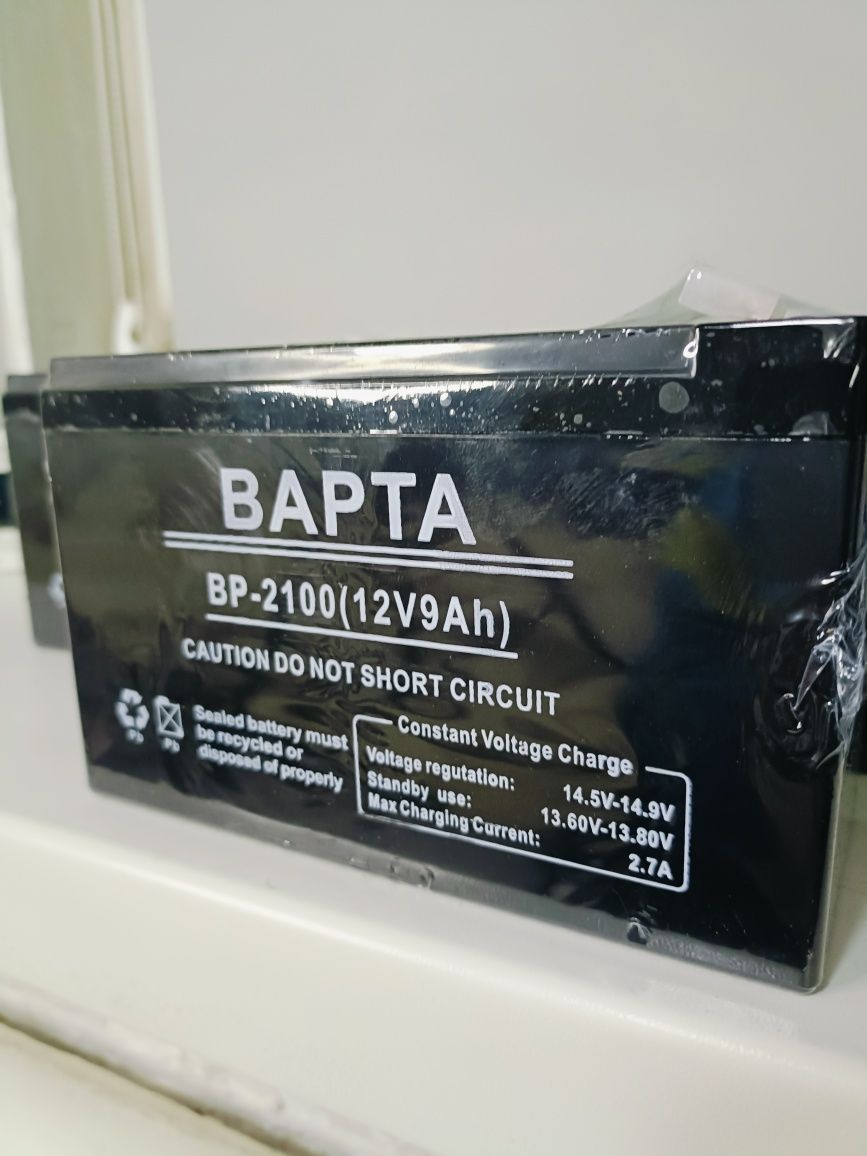 BAPTA
BP-2100(12V9Ah)
CAUTION DO NOT SHORT CIRCUIT
Pb
Pb
Sealed battery must
be recycled or
disposed of properly
Constant Voltage Charge
Voltage regutation: 14.5V-14.9V
Standby use: 13.60V-13.80V
Max Charging Current: 2.7A